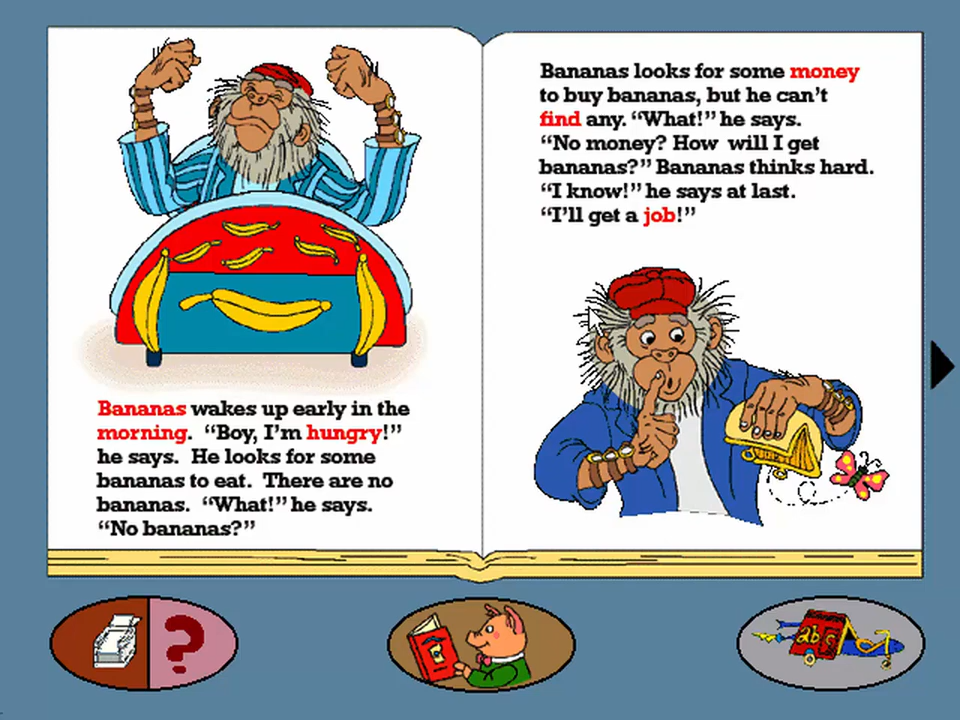 Bananas wakes up early in the
morning. “Boy, I’m hungry!”
he says. He looks for some
bananas to eat. There are no
bananas. “What!” he says.
“No bananas?”
Bananas looks for some money
to buy bananas, but he can’t
find any. “What!” he says.
“No money? How will I get
bananas?” Bananas thinks hard.
“I know!” he says at last.
“I’ll get a job!”
?